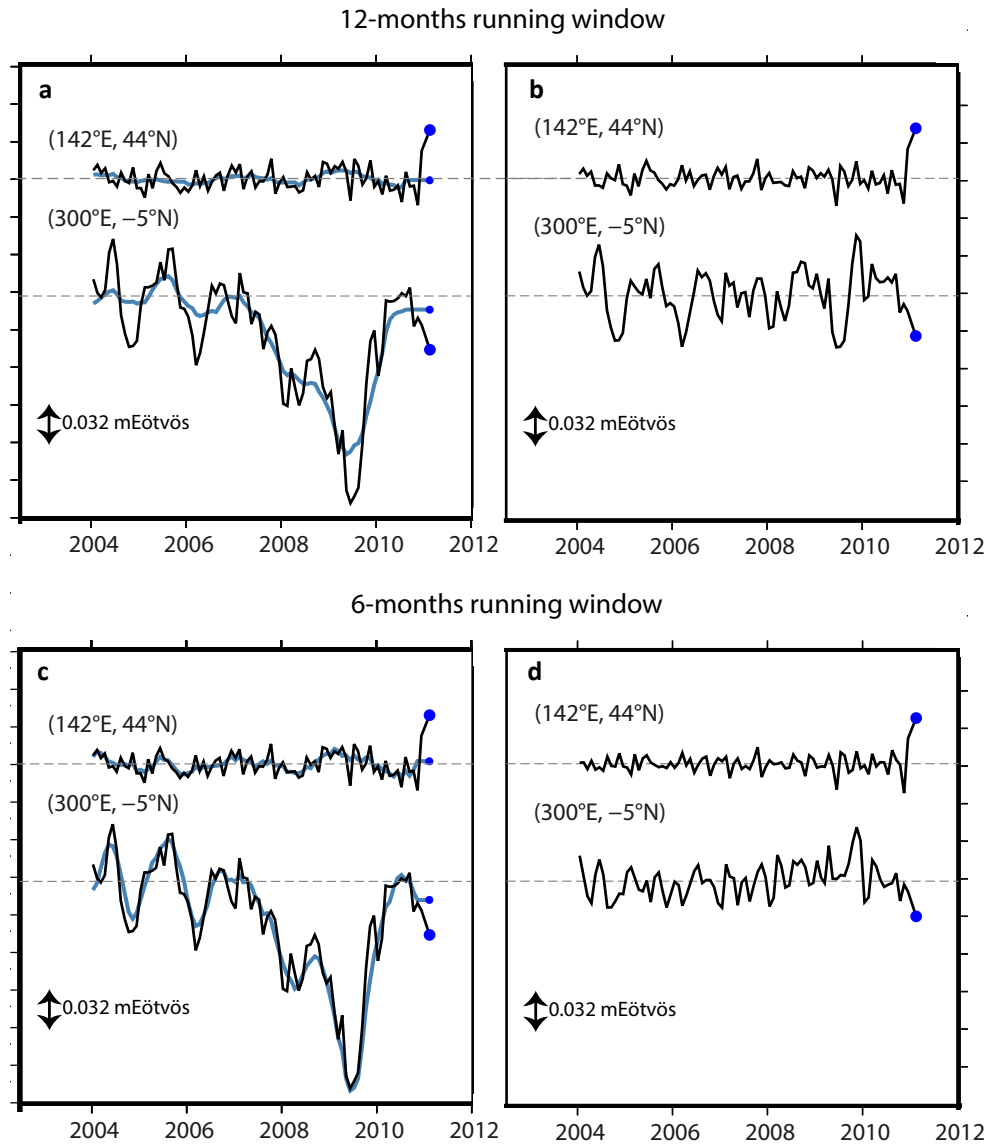 12-months running window
a
(142°E, 44°N)
(300°E, −5°N)
0.032 mEötvös
2004 2006 2008 2010 2012
b
(142°E, 44°N)
(300°E, −5°N)
0.032 mEötvös
2004 2006 2008 2010 2012
6-months running window
c
(142°E, 44°N)
(300°E, −5°N)
0.032 mEötvös
2004 2006 2008 2010 2012
d
(142°E, 44°N)
(300°E, −5°N)
0.032 mEötvös
2004 2006 2008 2010 2012